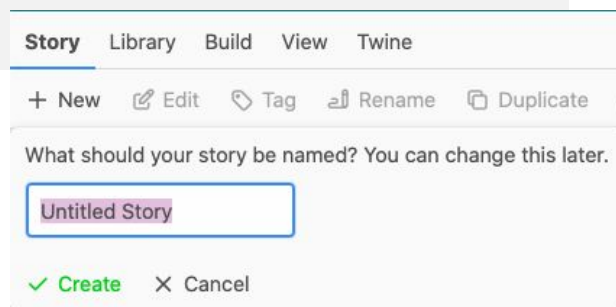 Story Library Build View Twine
+ New Edit Tag Rename Duplicate
What should your story be named? You can change this later.
Untitled Story
✓ Create X Cancel